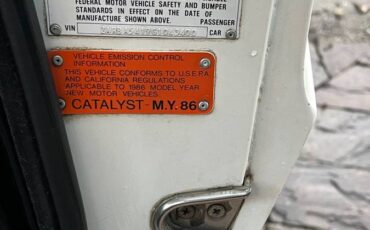 FEDERAL MOTOR VEHICLE SAFETY AND BUMPER
STANDARDS IN EFFECT ON THE DATE OF
MANUFACTURE SHOWN ABOVE. PASSENGER
VIN CAR
VEHICLE EMISSION CONTROL
INFORMATION
THIS VEHICLE CONFORMS TO U.S.E.P.A
AND CALIFORNIA REGULATIONS
APPLICABLE TO 1986 MODEL YEAR
NEW MOTOR VEHICLES.
CATALYST - M.Y. 86